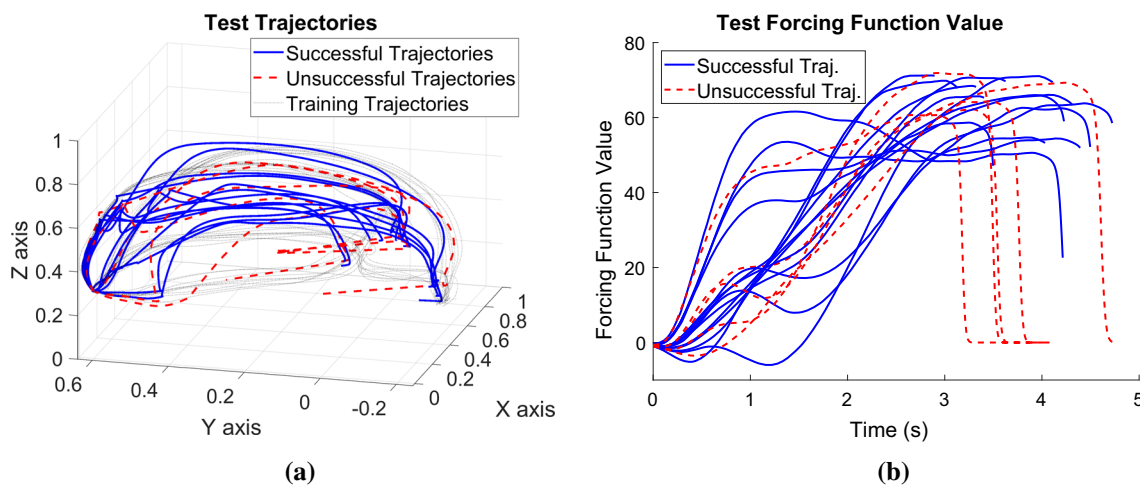 Test Trajectories
Successful Trajectories
Unsuccessful Trajectories
Training Trajectories
1
0.8
0.6
0.4
0.2
0
Z axis
0.6
0.4
0.2
0
-0.2
Y axis
0
0.2
0.4
0.6
0.8
1
X axis
(a)
Test Forcing Function Value
Successful Traj.
Unsuccessful Traj.
80
60
40
20
0
Forcing Function Value
0
1
2
3
4
5
Time (s)
(b)